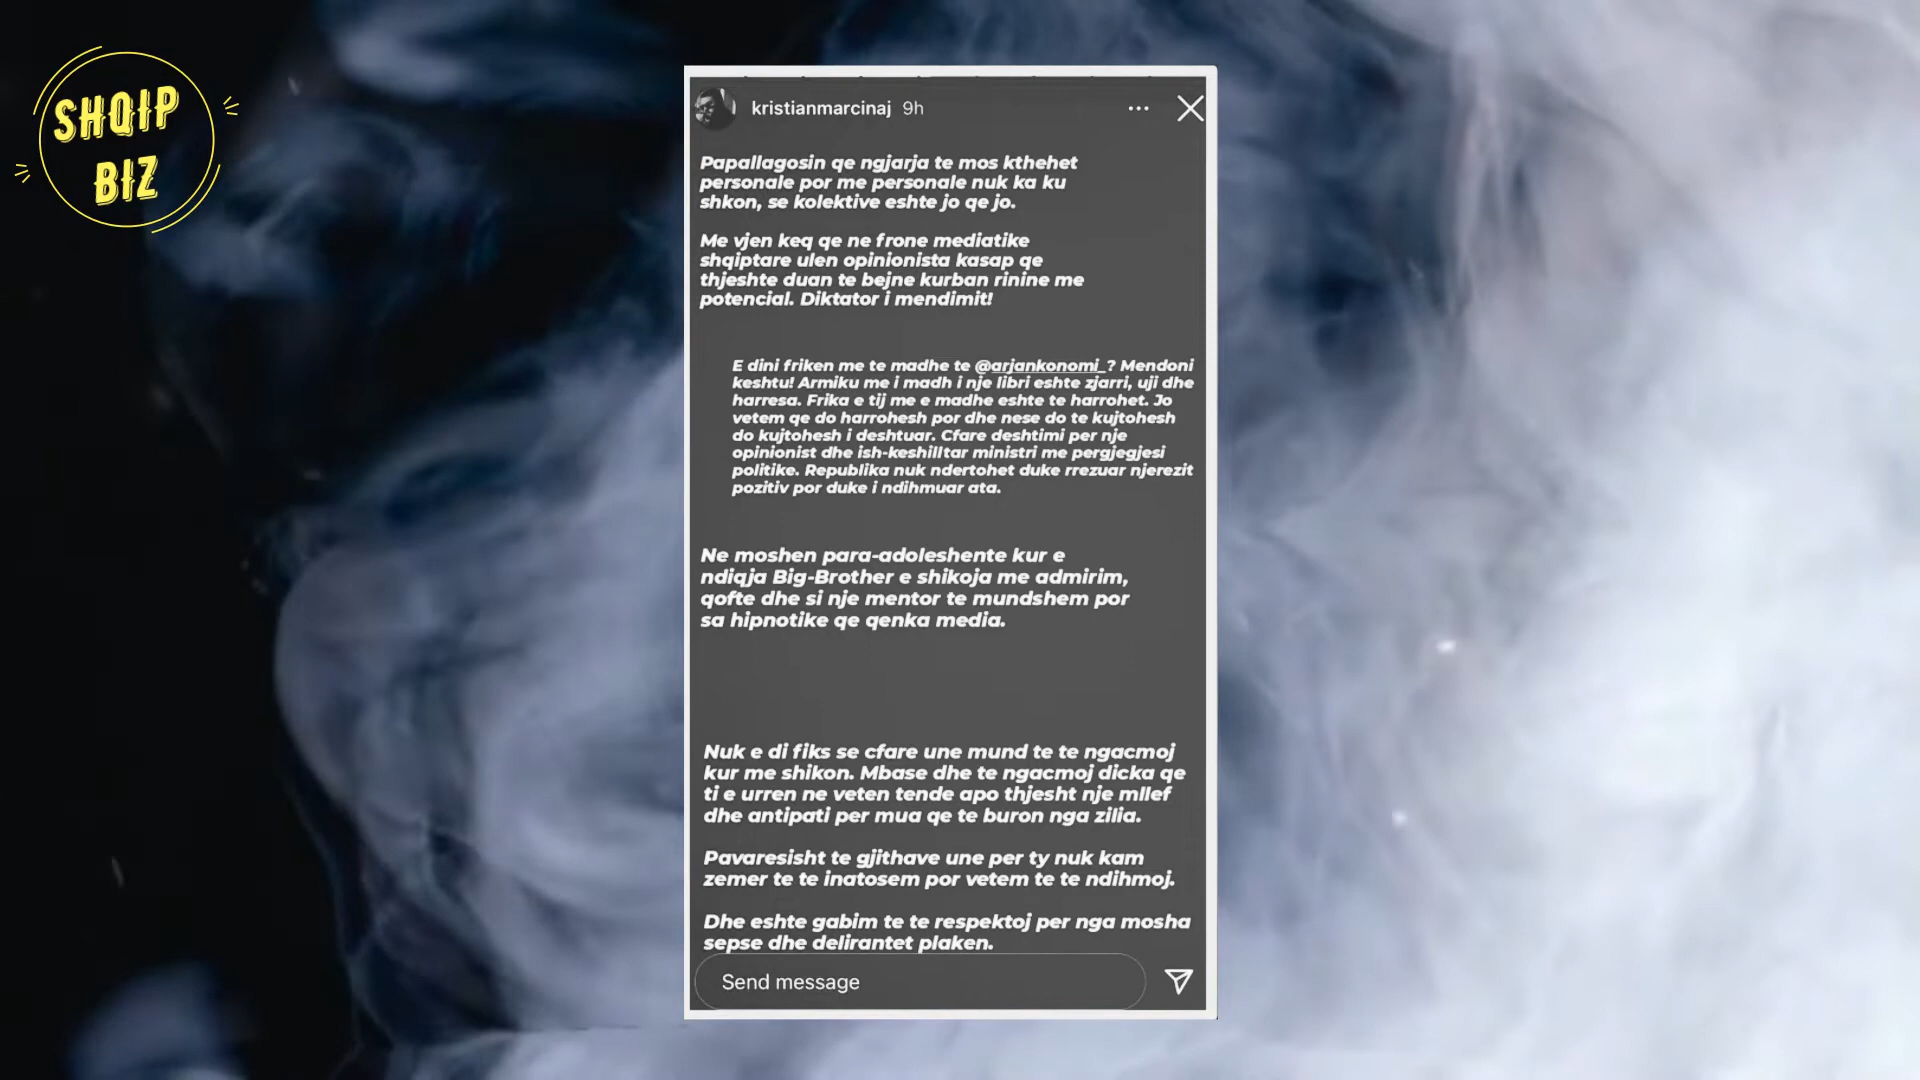 SHQIP
BIZ
kristianmarcinaj 9h
Papallagosin qe ngjarja te mos kthehet
personale por me personale nuk ka ku
shkon, se kolektive eshte jo qe jo.
Me vjen keq qe ne frone mediatike
shqiptare ulen opinionista kasap qe
thjeshte duan te bejne kurban rinine me
potencial. Diktator i mendimit!
E dini friken me te madhe te @arjankonomi_? Mendoni
keshtu! Armiku me i madh i nje libri eshte zjarri, uji dhe
harresa. Frika e tij me e madhe eshte te harrohet. Jo
vetem qe do harrohesh por dhe nese do te kujtohesh
do kujtohesh i deshtuar. Cfare deshtimi per nje
opinionist dhe ish-keshilltar ministri me pergjegjesi
politike. Republika nuk ndertohet duke rrezuar njerezit
pozitiv por duke i ndihmuar ata.
Ne moshen para-adoleshente kur e
ndiqja Big-Brother e shikoja me admirim,
qofte dhe si nje mentor te mundshem por
sa hipnotike qe qenka media.
Nuk e di fiks se cfare une mund te te ngacmoj
kur me shikon. Mbase dhe te ngacmoj dicka qe
ti e urren ne veten tende apo thjesht nje mllef
dhe antipati per mua qe te buron nga zilia.
Pavaresisht te gjithave une per ty nuk kam
zemer te te inatosem por vetem te te ndihmoj.
Dhe eshte gabim te te respektoj per nga mosha
sepse dhe delirantet plaken.
Send message